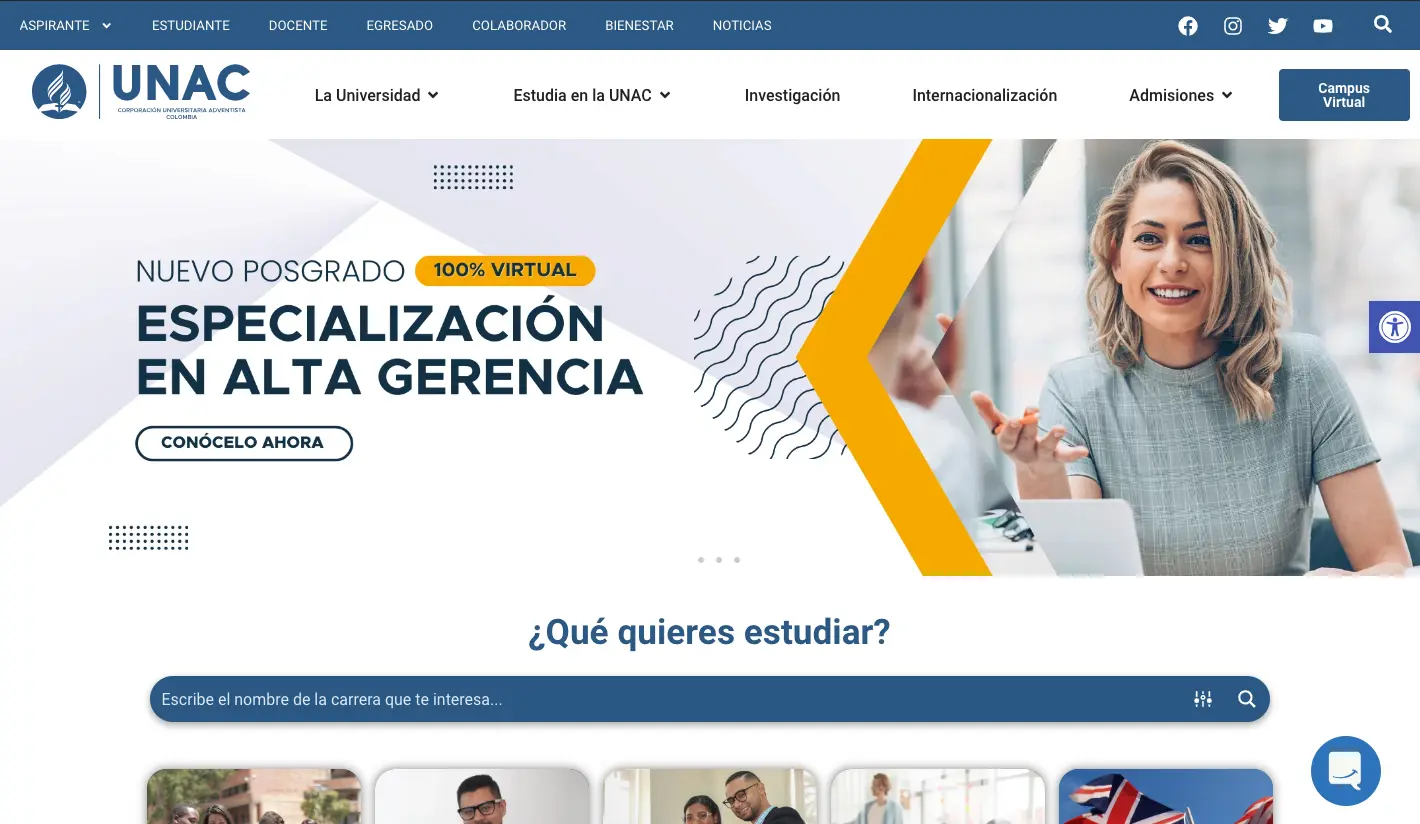 ASPIRANTE ESTUDIANTE DOCENTE EGRESADO COLABORADOR BIENESTAR NOTICIAS
UNAC
CORPORACIÓN UNIVERSITARIA ADVENTISTA
COLOMBIA
La Universidad Estudia en la UNAC Investigación Internacionalización Admisiones
Campus
Virtual
NUEVO POSGRADO 100% VIRTUAL
ESPECIALIZACIÓN
EN ALTA GERENCIA
CONÓCELO AHORA
¿Qué quieres estudiar?
Escribe el nombre de la carrera que te interesa...